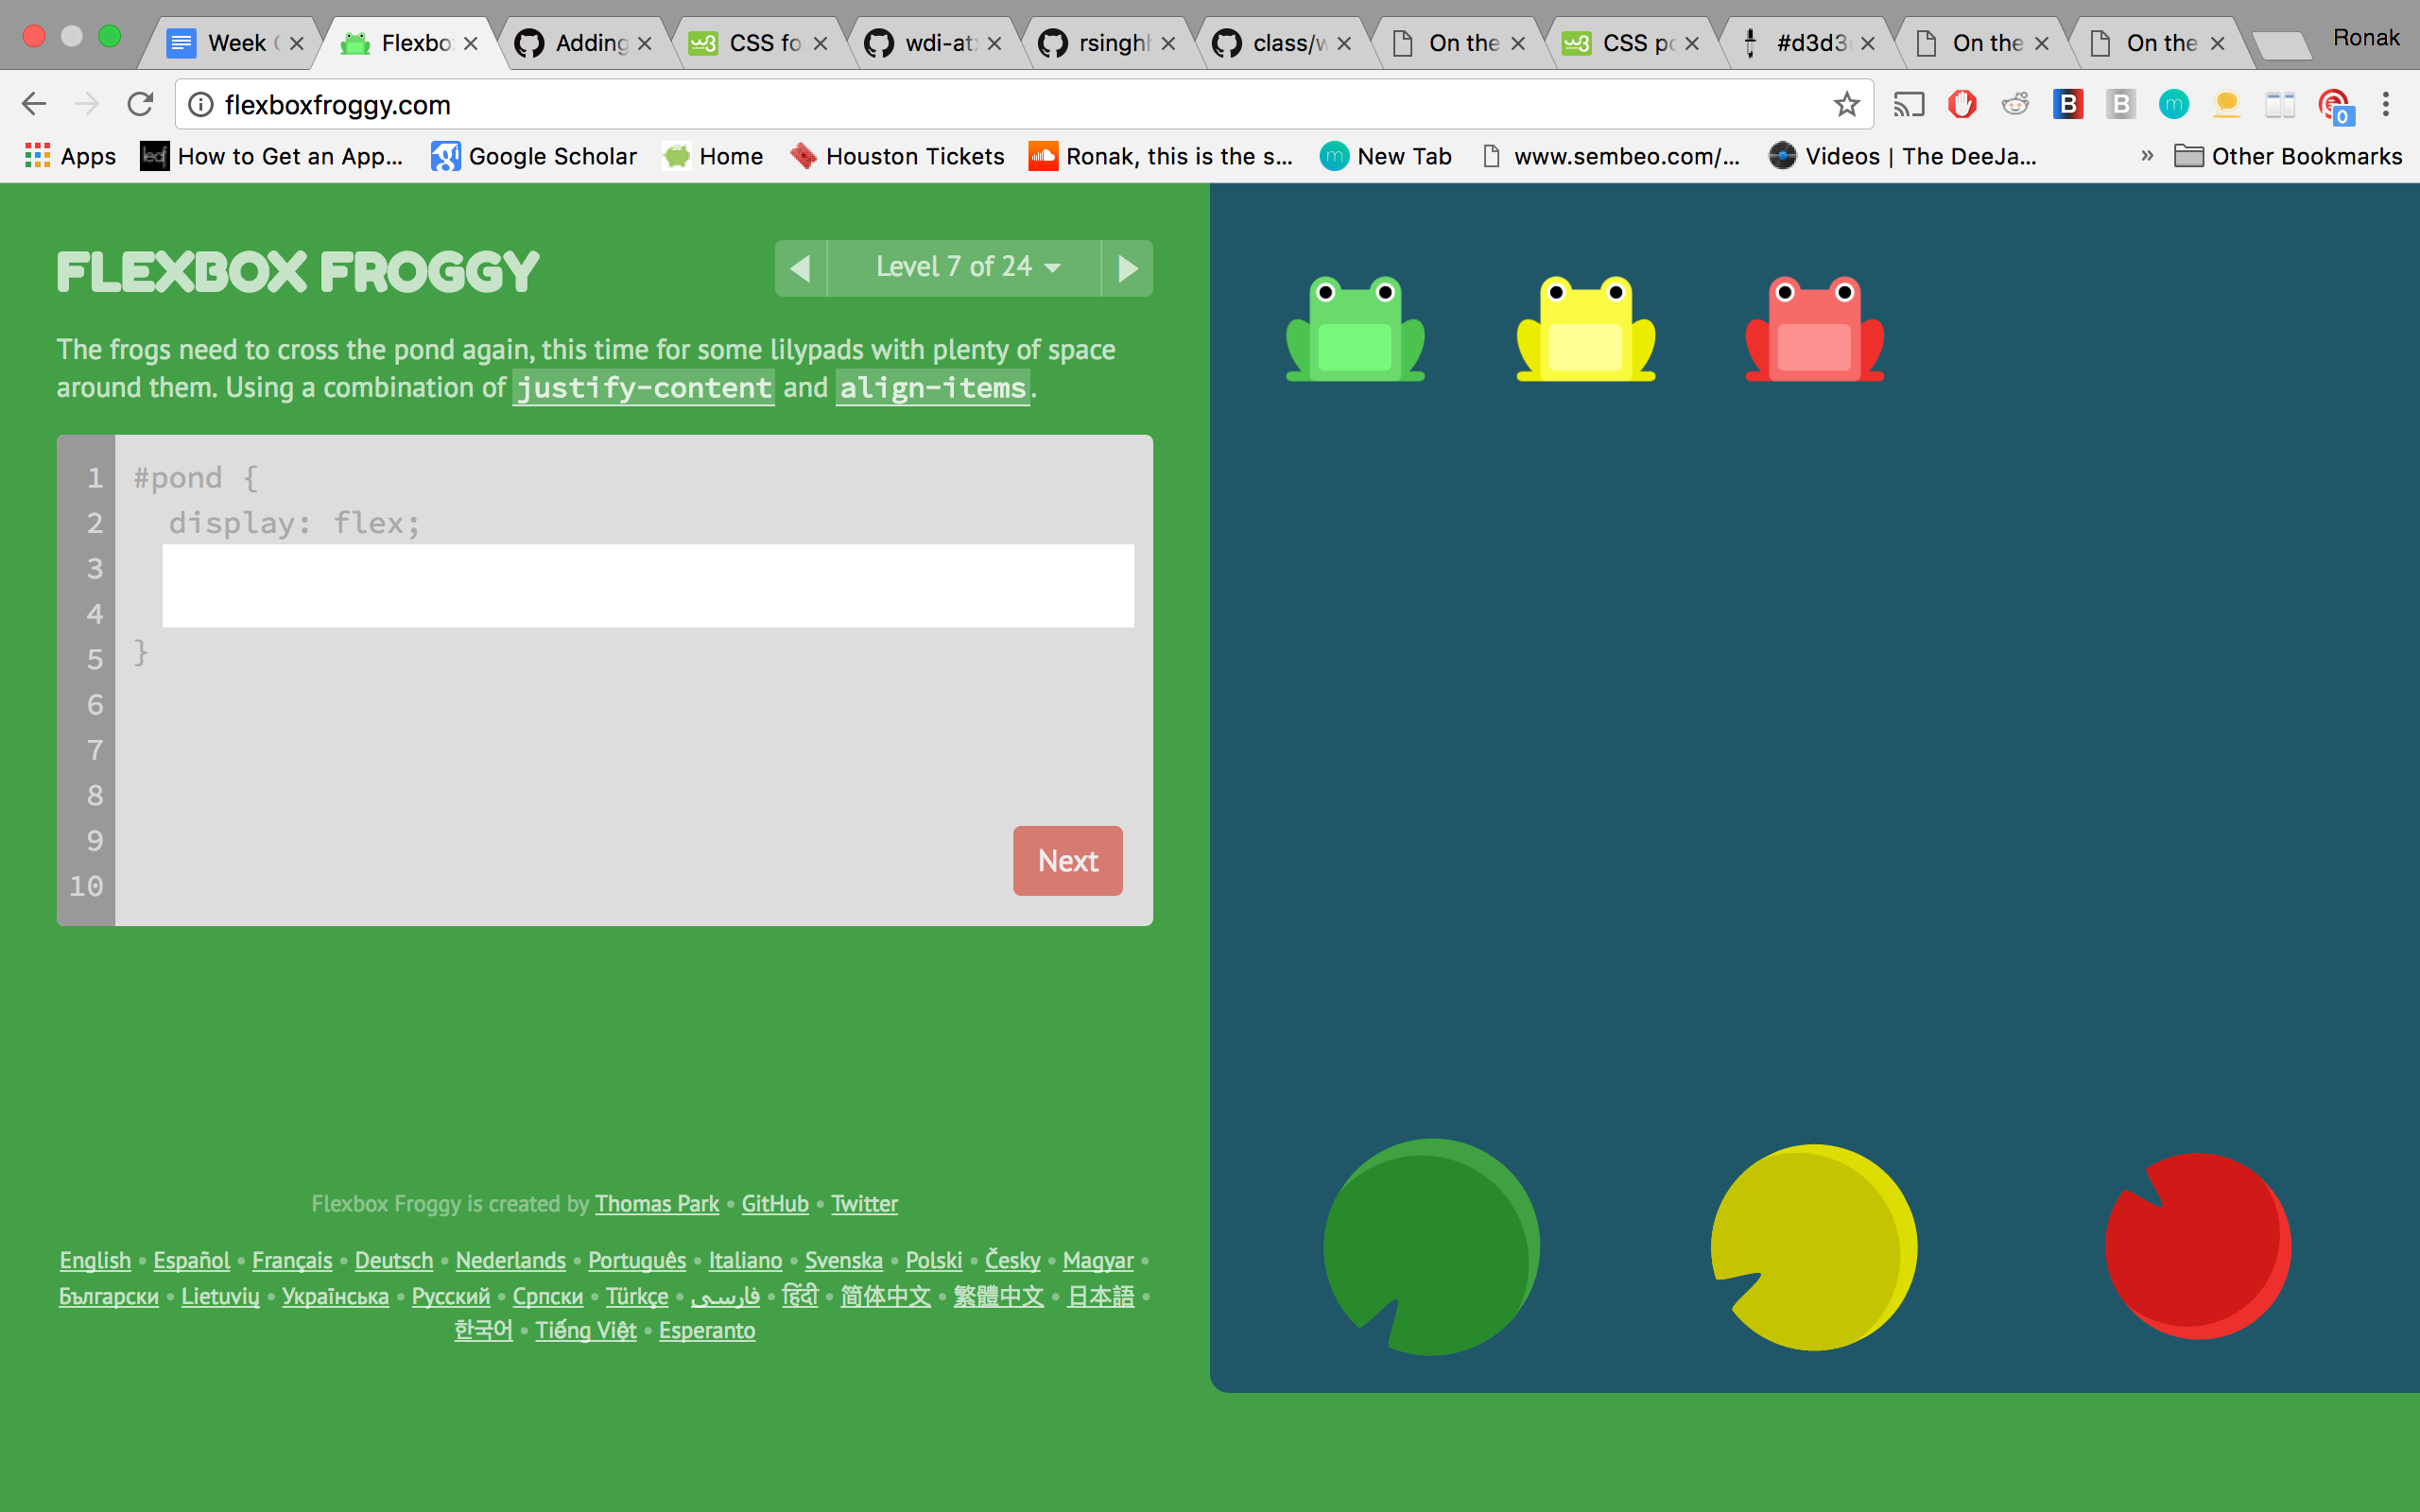 Week
Flexbo
Adding
CSS fo
wdi-at
rsingh
class/w
On the
CSS po
#d3d3
On the
On the
Ronak
flexboxfroggy.com
0
Apps
How to Get an App...
Google Scholar
Home
Houston Tickets
Ronak, this is the s...
New Tab
www.sembeo.com/...
Videos | The DeeJa...
»
Other Bookmarks
FLEXBOX FROGGY
Level 7 of 24
The frogs need to cross the pond again, this time for some lilypads with plenty of space
around them. Using a combination of justify-content and align-items.
1 #pond {
2 display: flex;
3
4
5 }
6
7
8
9
10
Next
Flexbox Froggy is created by Thomas Park • GitHub • Twitter
English • Español • Français • Deutsch • Nederlands • Português • Italiano • Svenska • Polski • Česky • Magyar •
Български • Lietuvių • Українська • Русский • Српски • Türkçe • فارسی • हिंदी • 简体中文 • 繁體中文 • 日本語 •
한국어 • Tiếng Việt • Esperanto